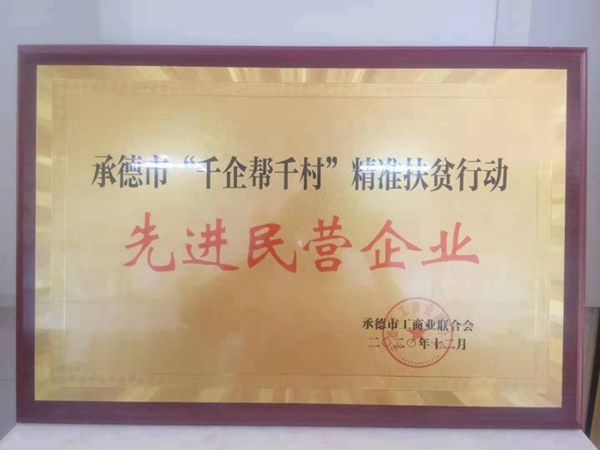 承德市“千企帮千村”精准扶贫行动
先进民营企业
承德市工商业联合会
二〇二〇年十二月